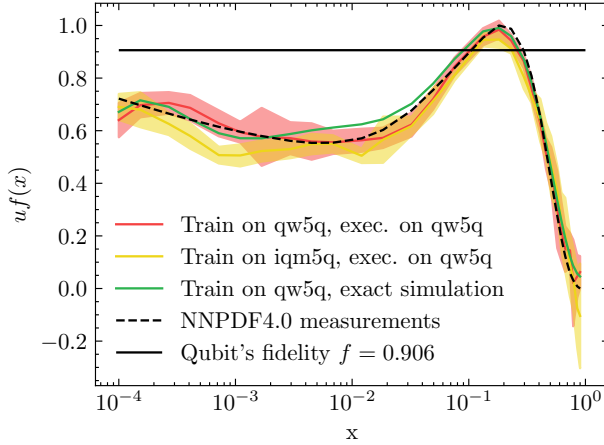 1.0
0.8
0.6
0.4
0.2
0.0
−0.2
uf(x)
Train on qw5q, exec. on qw5q
Train on iqm5q, exec. on qw5q
Train on qw5q, exact simulation
NNPDF4.0 measurements
Qubit's fidelity f = 0.906
10⁻⁴ 10⁻³ 10⁻² 10⁻¹ 10⁰
x